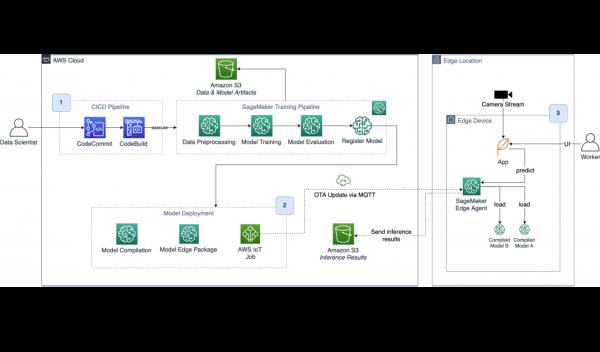 AWS Cloud
Amazon S3
Data & Model Artifacts
1
CICD Pipeline
CodeCommit
CodeBuild
execute
SageMaker Training Pipeline
Data Preprocessing
Model Training
Model Evaluation
Register Model
Data Scientist
2
Model Deployment
Model Compilation
Model Edge Package
AWS IoT
Job
OTA Update via MQTT
Amazon S3
Inference Results
Send inference
results
Edge Location
Camera Stream
3
Edge Device
App
UI
Worker
predict
SageMaker
Edge Agent
load
load
Compiled
Model B
Compiled
Model A